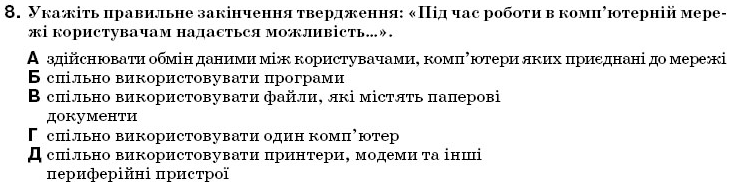 8. Укажіть правильне закінчення твердження: «Під час роботи в комп’ютерній мере-
жі користувачам надається можливість...».
А здійснювати обмін даними між користувачами, комп’ютери яких приєднані до мережі
Б спільно використовувати програми
В спільно використовувати файли, які містять паперові
документи
Г спільно використовувати один комп’ютер
Д спільно використовувати принтери, модеми та інші
периферійні пристрої